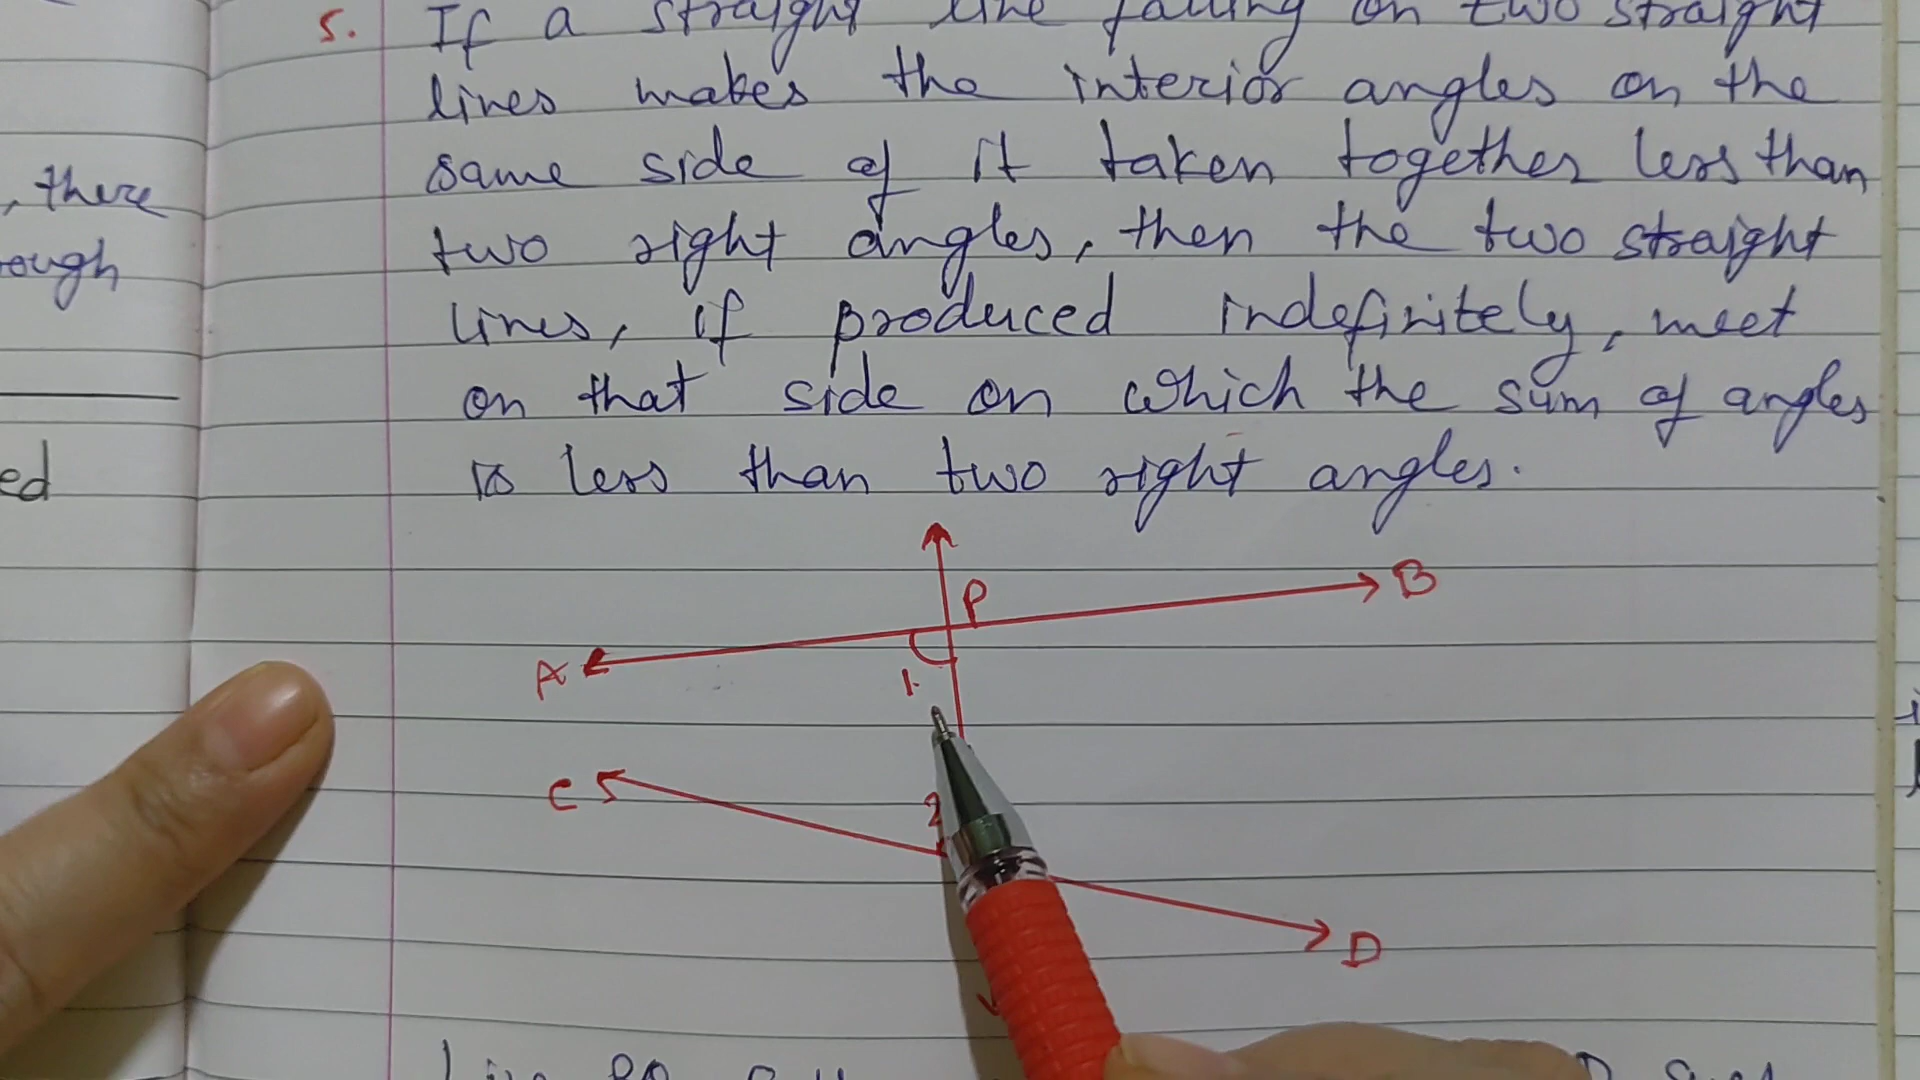 5. If a straight line falling on two straight
lines makes the interior angles on the
same side of it taken together less than
two right angles, then the two straight
lines, if produced indefinitely, meet
on that side on which the sum of angles
is less than two right angles.
, there
ough
ed
P
B
A
1.
C
2
D